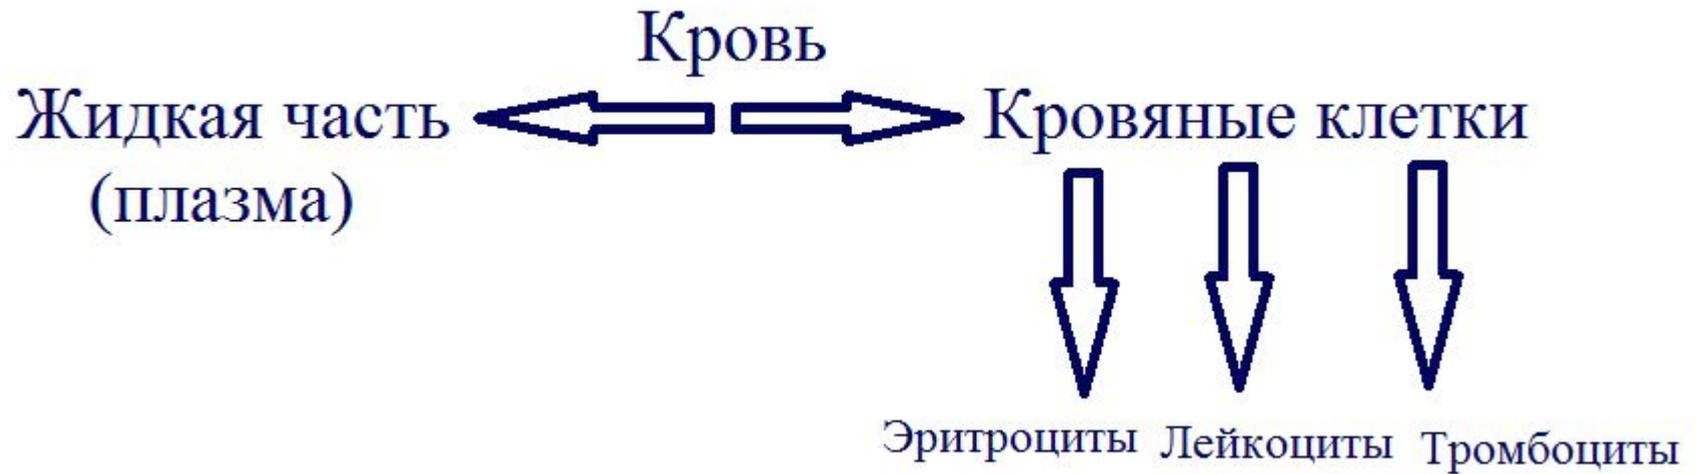 Кровь
Жидкая часть
(плазма)
Кровяные клетки
Эритроциты Лейкоциты Тромбоциты